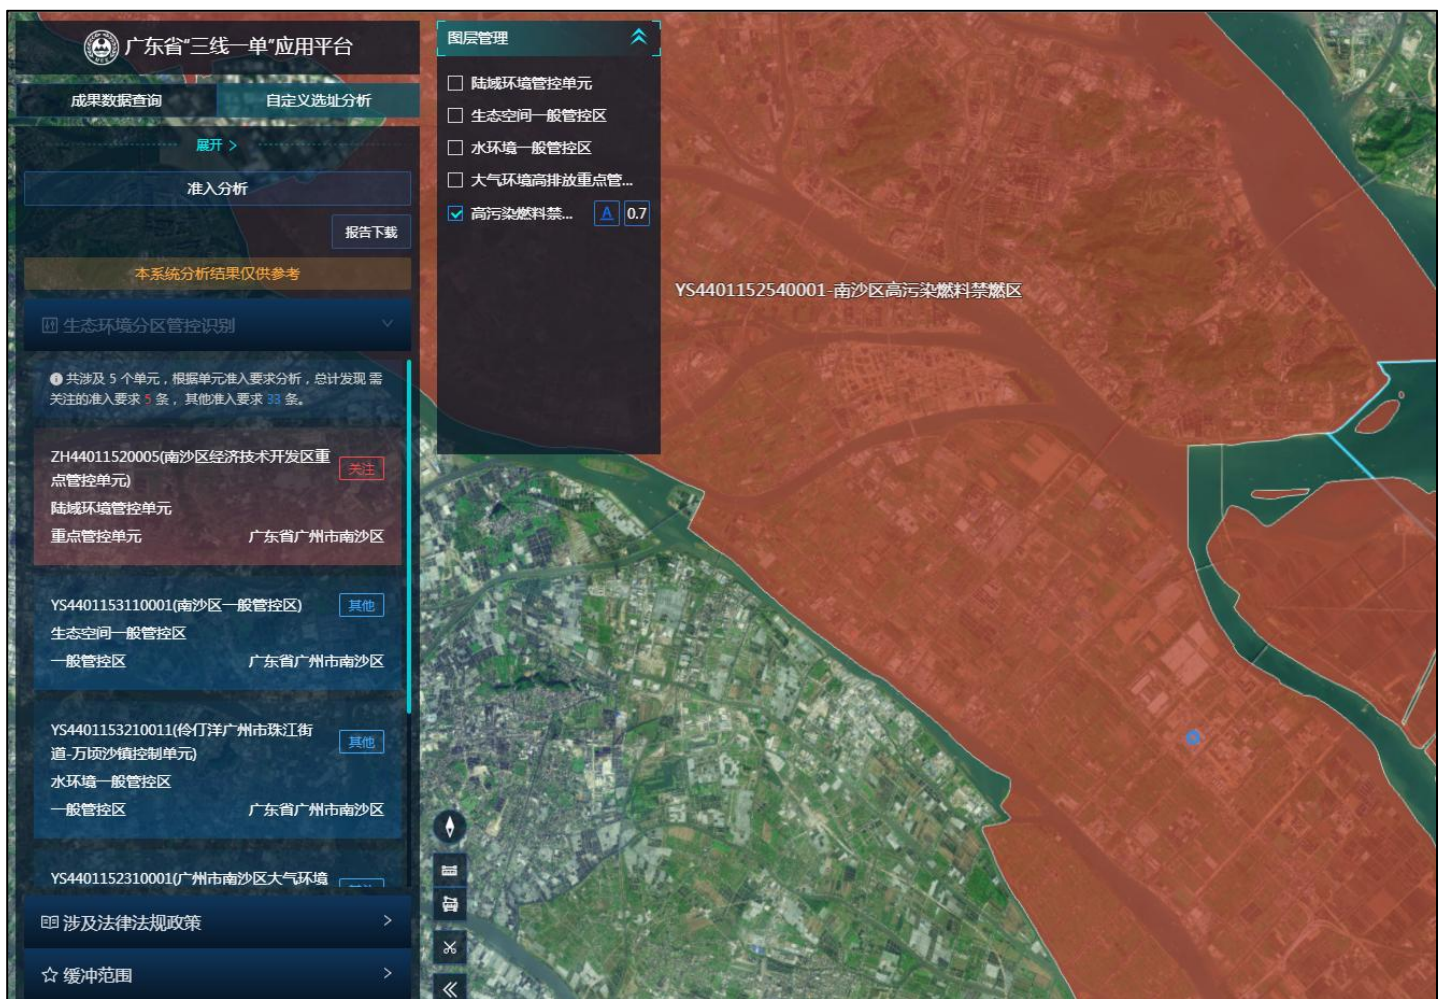 广东省“三线一单”应用平台
成果数据查询
自定义选址分析
展开 >
准入分析
报告下载
本系统分析结果仅供参考
生态环境分区管控识别
共涉及 5 个单元，根据单元准入要求分析，总计发现 需
关注的准入要求 5 条， 其他准入要求 33 条。
ZH44011520005(南沙区经济技术开发区重
点管控单元)
关注
陆域环境管控单元
重点管控单元
广东省广州市南沙区
YS4401153110001(南沙区一般管控区)
其他
生态空间一般管控区
一般管控区
广东省广州市南沙区
YS4401153210011(伶仃洋广州市珠江街
道-万顷沙镇控制单元)
其他
水环境一般管控区
一般管控区
广东省广州市南沙区
YS4401152310001(广州市南沙区大气环境
涉及法律法规政策
缓冲范围
图层管理
陆域环境管控单元
生态空间一般管控区
水环境一般管控区
大气环境高排放重点管...
高污染燃料禁...
A
0.7
YS4401152540001-南沙区高污染燃料禁燃区